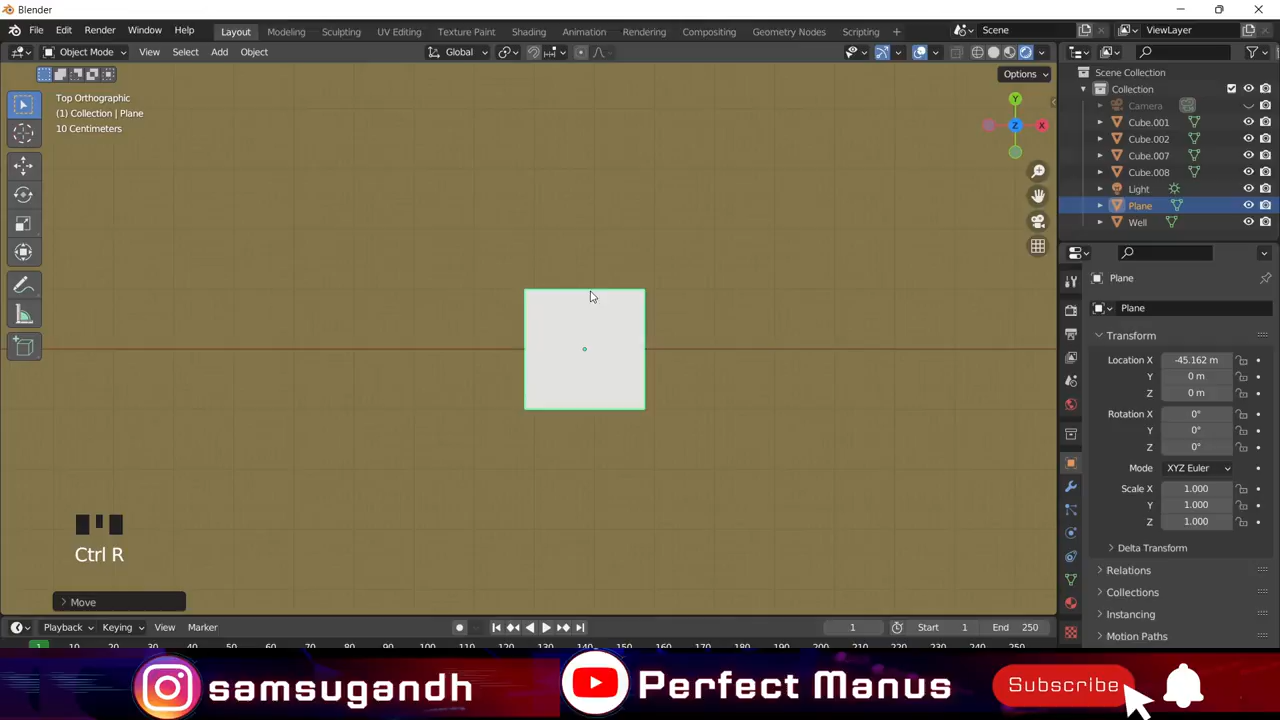 Blender
File Edit Render Window Help Layout Modeling Sculpting UV Editing Texture Paint Shading Animation Rendering Compositing Geometry Nodes Scripting + Scene ViewLayer
Object Mode View Select Add Object Global
Options
Top Orthographic
(1) Collection | Plane
10 Centimeters
Y
Z
X
Ctrl R
Move
Scene Collection
Collection
Camera
Cube.001
Cube.002
Cube.007
Cube.008
Light
Plane
Well
Plane
Plane
Transform
Location X -45.162 m
Y 0 m
Z 0 m
Rotation X 0°
Y 0°
Z 0°
Mode XYZ Euler
Scale X 1.000
Y 1.000
Z 1.000
Delta Transform
Relations
Collections
Instancing
Motion Paths
Playback Keying View Marker 1 Start 1 End 250
samsugandh
Perfect Manus
Subscribe